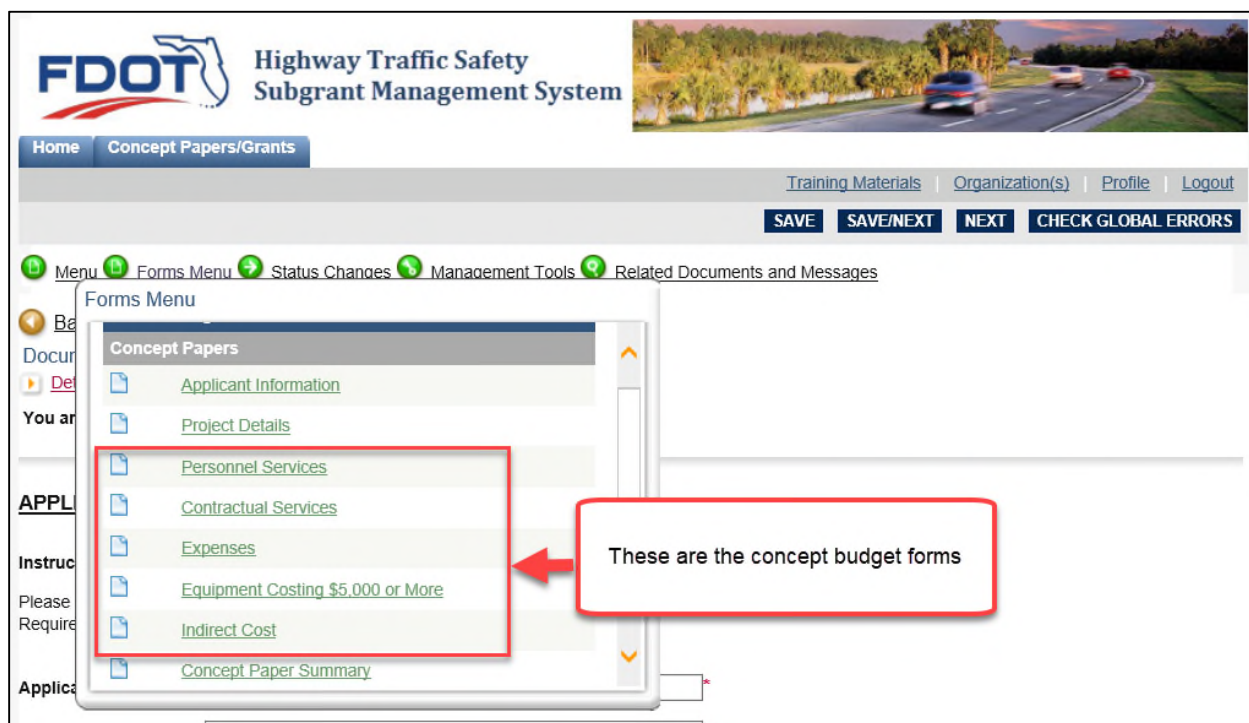 FDOT
Highway Traffic Safety
Subgrant Management System
Home Concept Papers/Grants
Training Materials | Organization(s) | Profile | Logout
SAVE SAVE/NEXT NEXT CHECK GLOBAL ERRORS
Menu Forms Menu Status Changes Management Tools Related Documents and Messages
Forms Menu
Ba
Concept Papers
Docur
Applicant Information
Det
You ar
Project Details
Personnel Services
APPLI
Contractual Services
Expenses
These are the concept budget forms
Instruc
Equipment Costing $5,000 or More
Please
Require
Indirect Cost
Concept Paper Summary
Applica
*